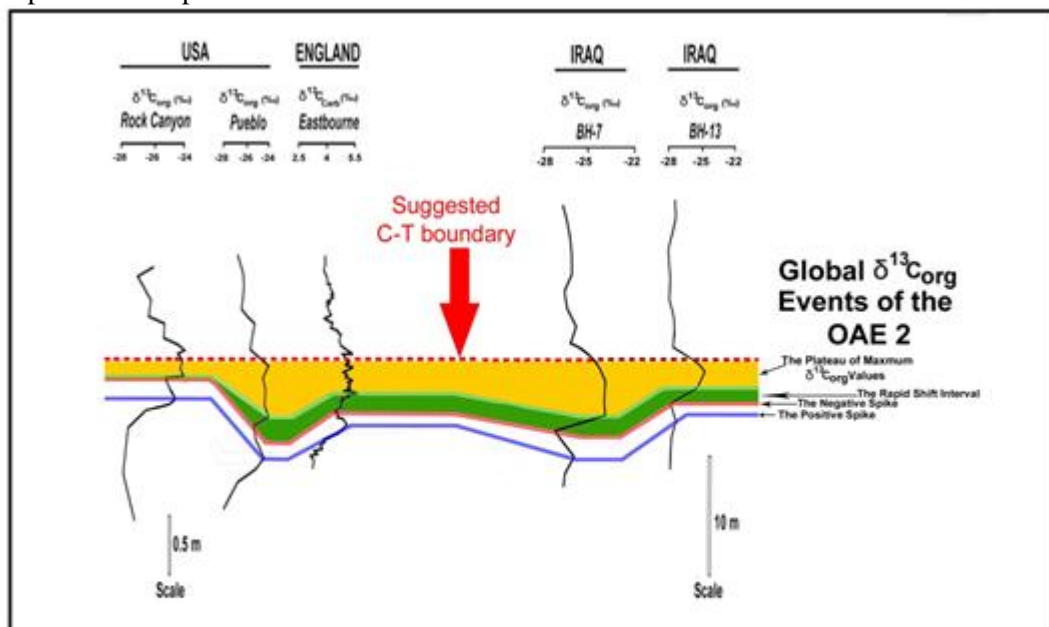 USA
ENGLAND
IRAQ
IRAQ
δ¹³Corg (‰)
δ¹³Corg (‰)
δ¹³CCarb (‰)
δ¹³Corg (‰)
δ¹³Corg (‰)
Rock Canyon
Pueblo
Eastbourne
BH-7
BH-13
-28 -26 -24
-28 -26 -24
2.5 4 5.5
-28 -25 -22
-28 -25 -22
Suggested
C-T boundary
Global δ¹³Corg
Events of the
OAE 2
The Plateau of Maxmum
δ¹³Corg Values
The Rapid Shift Interval
The Negative Spike
The Positive Spike
0.5 m
Scale
10 m
Scale